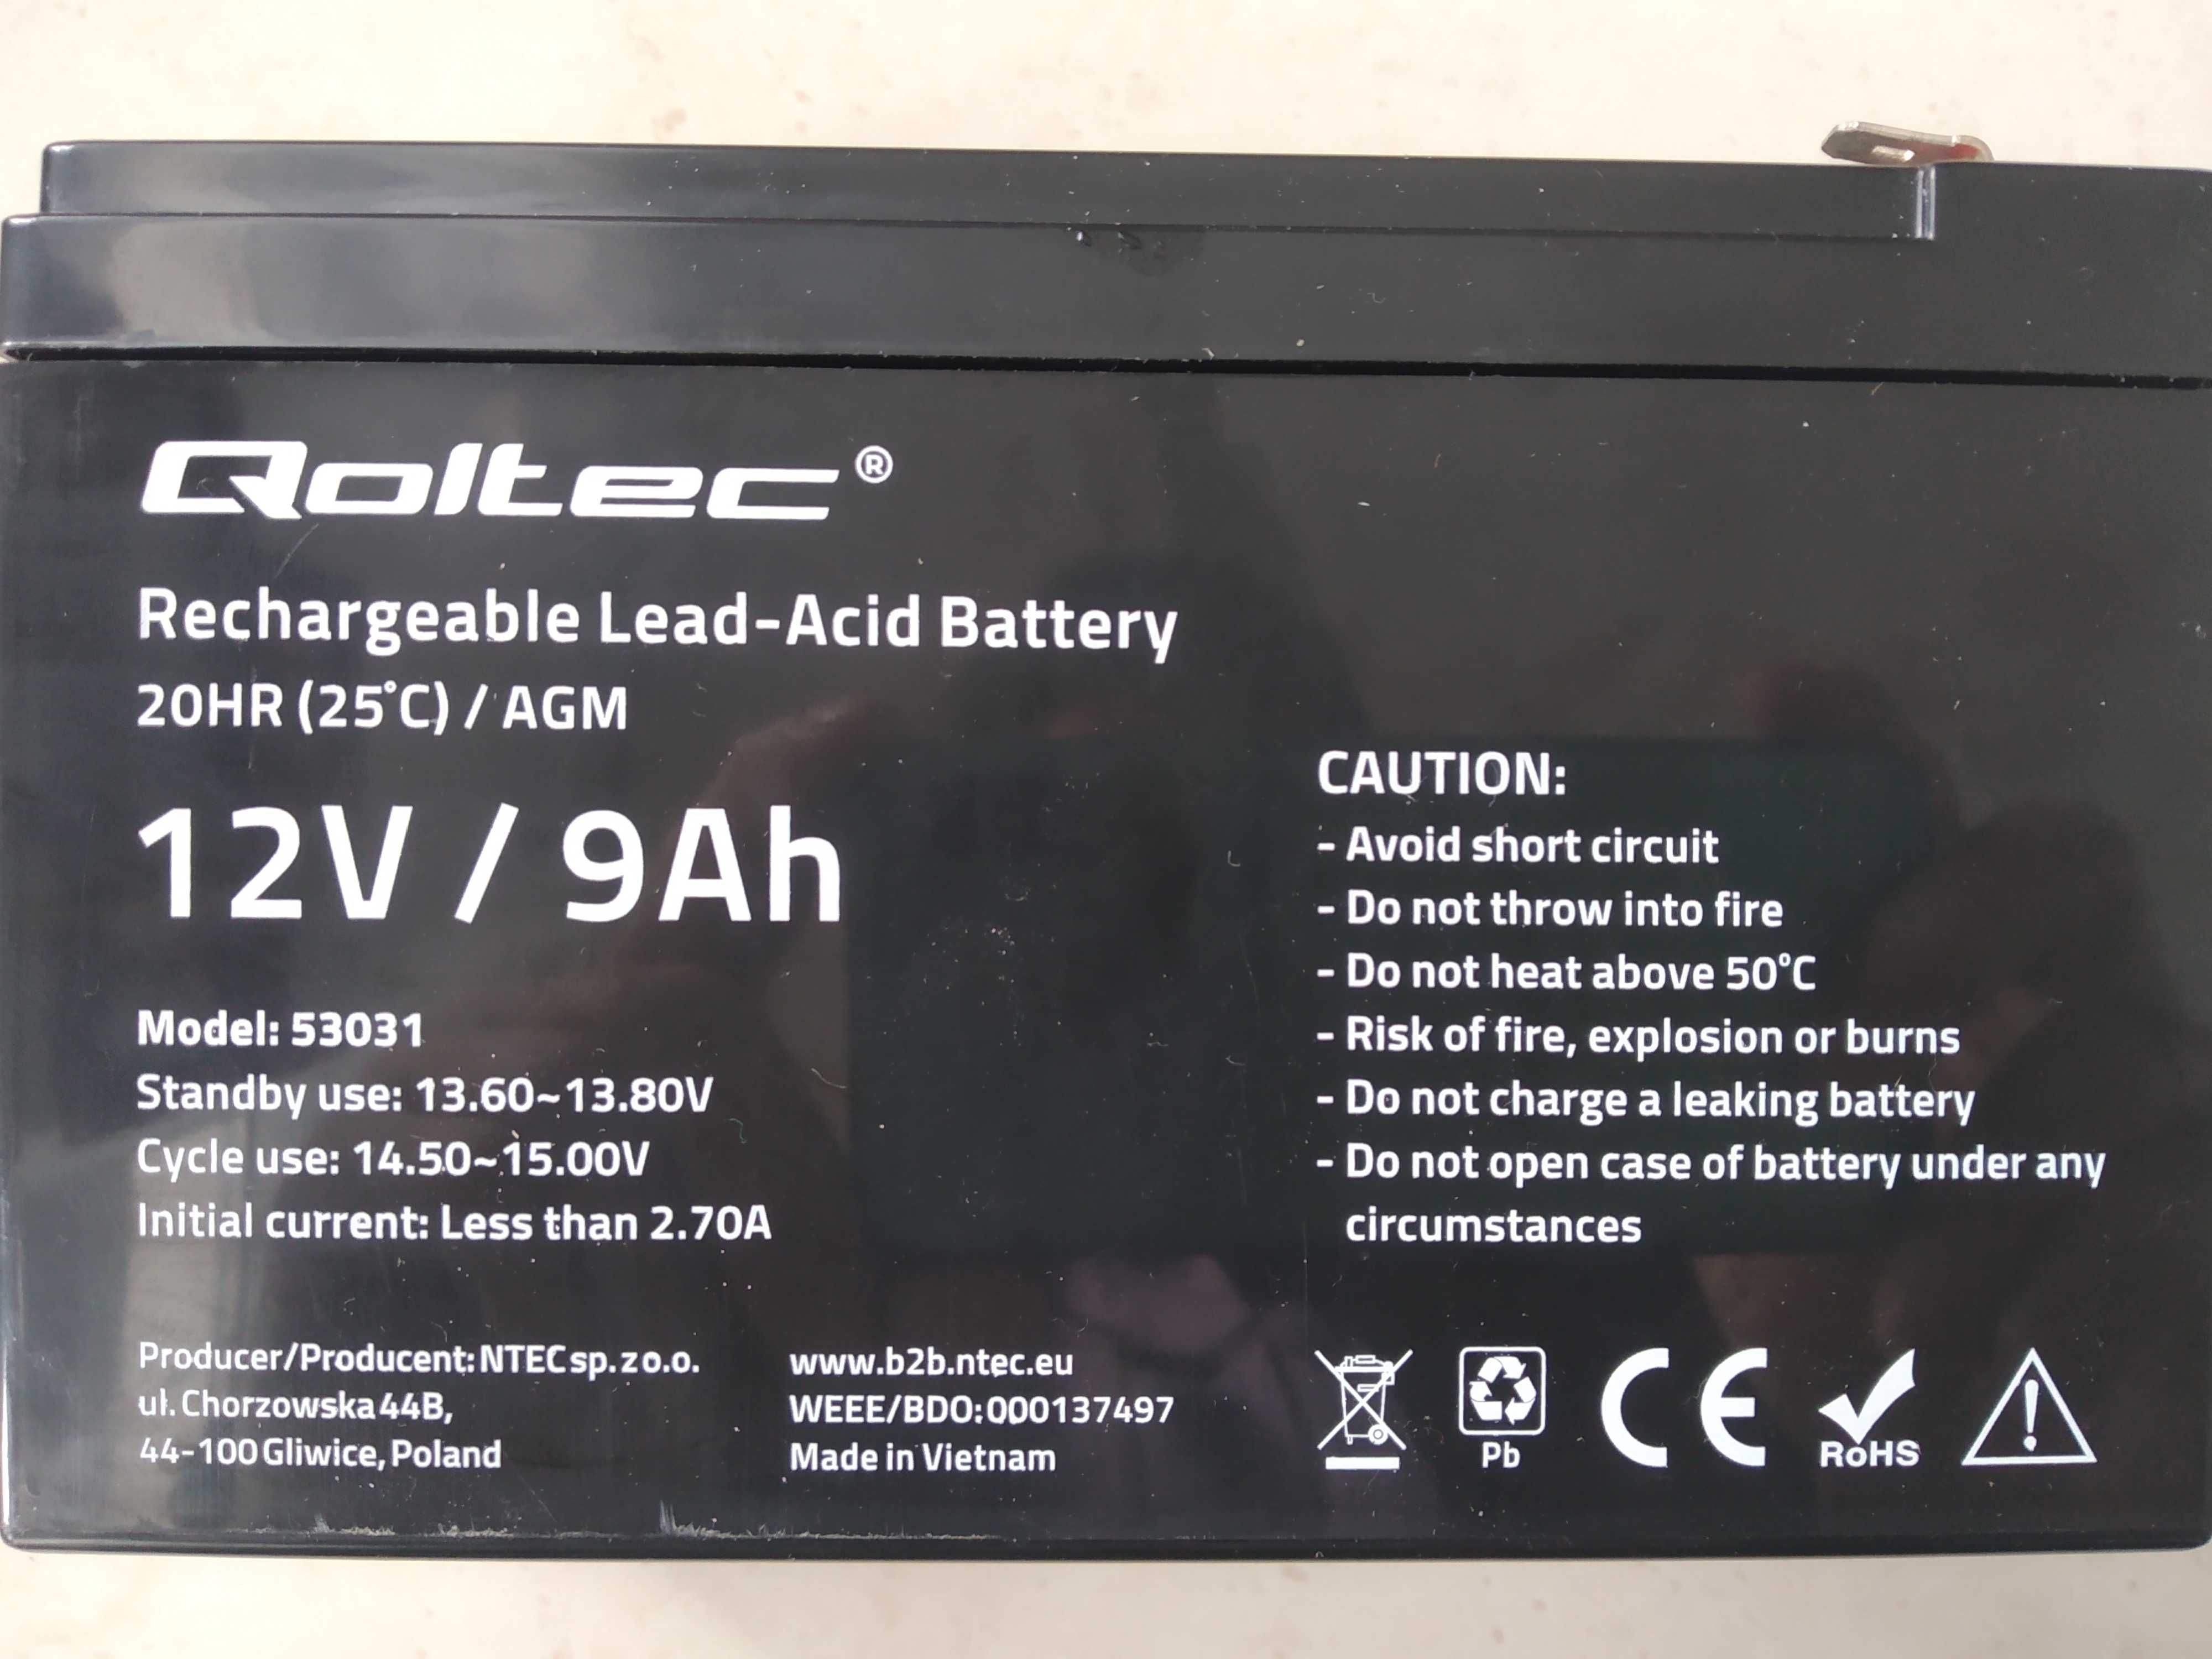 Qoltec®
Rechargeable Lead-Acid Battery
20HR (25°C) / AGM
12V / 9Ah
Model: 53031
Standby use: 13.60~13.80V
Cycle use: 14.50~15.00V
Initial current: Less than 2.70A
CAUTION:
- Avoid short circuit
- Do not throw into fire
- Do not heat above 50°C
- Risk of fire, explosion or burns
- Do not charge a leaking battery
- Do not open case of battery under any
circumstances
Producer/Producent: NTEC sp. z o.o.
ul. Chorzowska 44B,
44-100 Gliwice, Poland
www.b2b.ntec.eu
WEEE/BDO: 000137497
Made in Vietnam
Pb
CE
RoHS